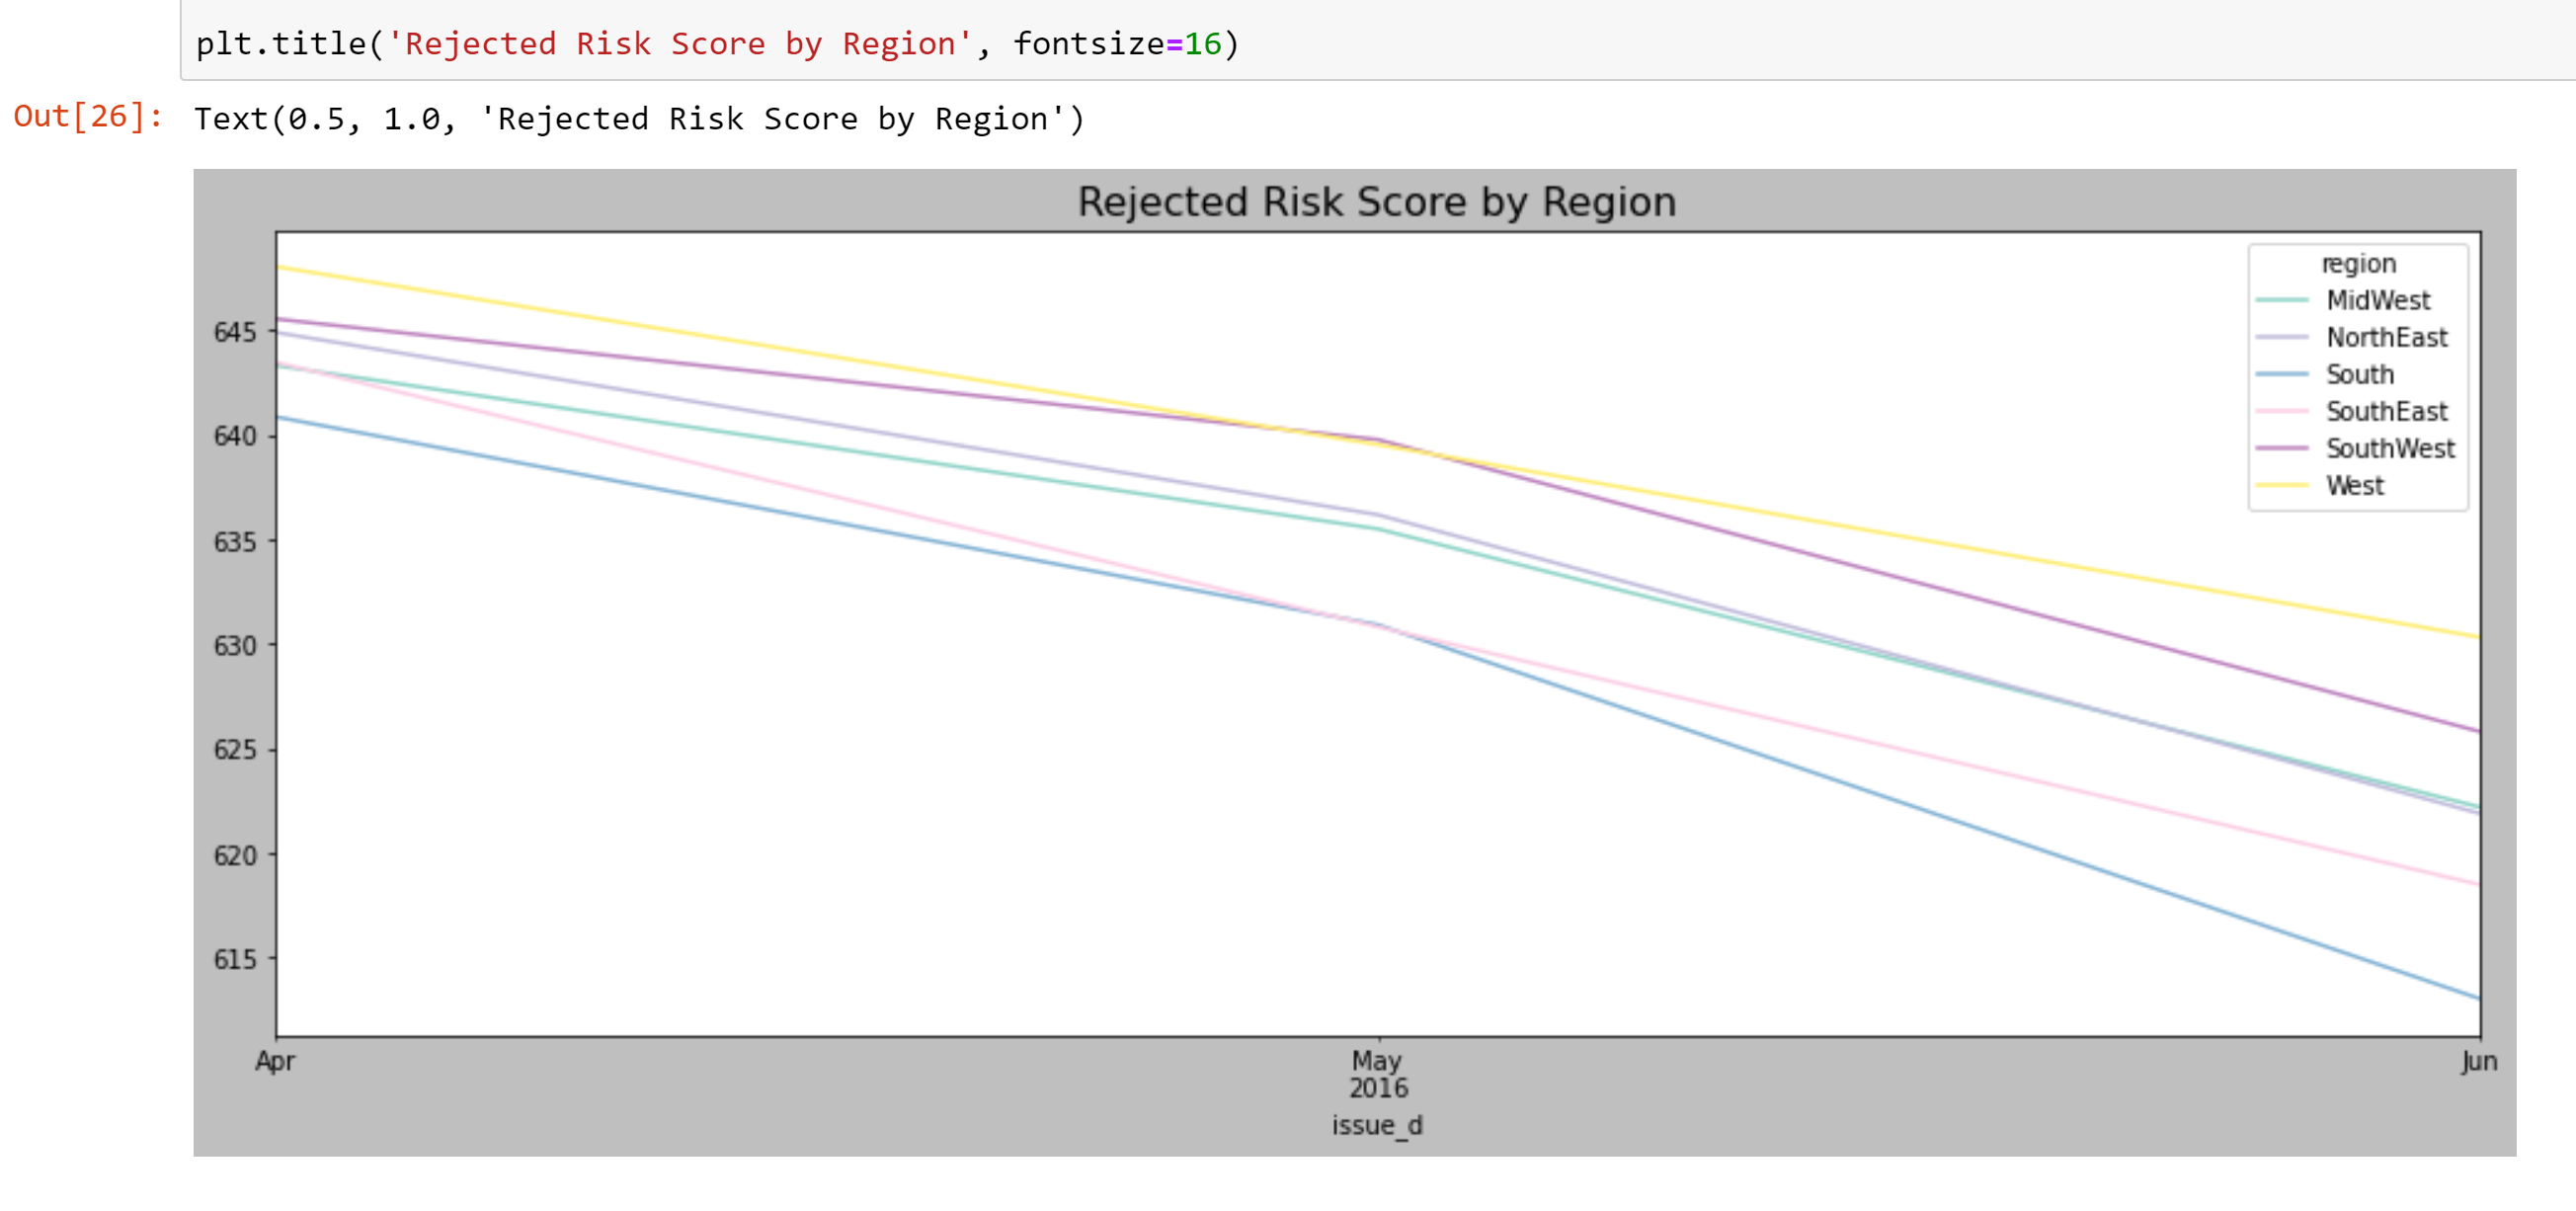 plt.title('Rejected Risk Score by Region', fontsize=16)
Out[26]: Text(0.5, 1.0, 'Rejected Risk Score by Region')
Rejected Risk Score by Region
region
MidWest
NorthEast
South
SouthEast
SouthWest
West
645
640
635
630
625
620
615
Apr May Jun
2016
issue_d